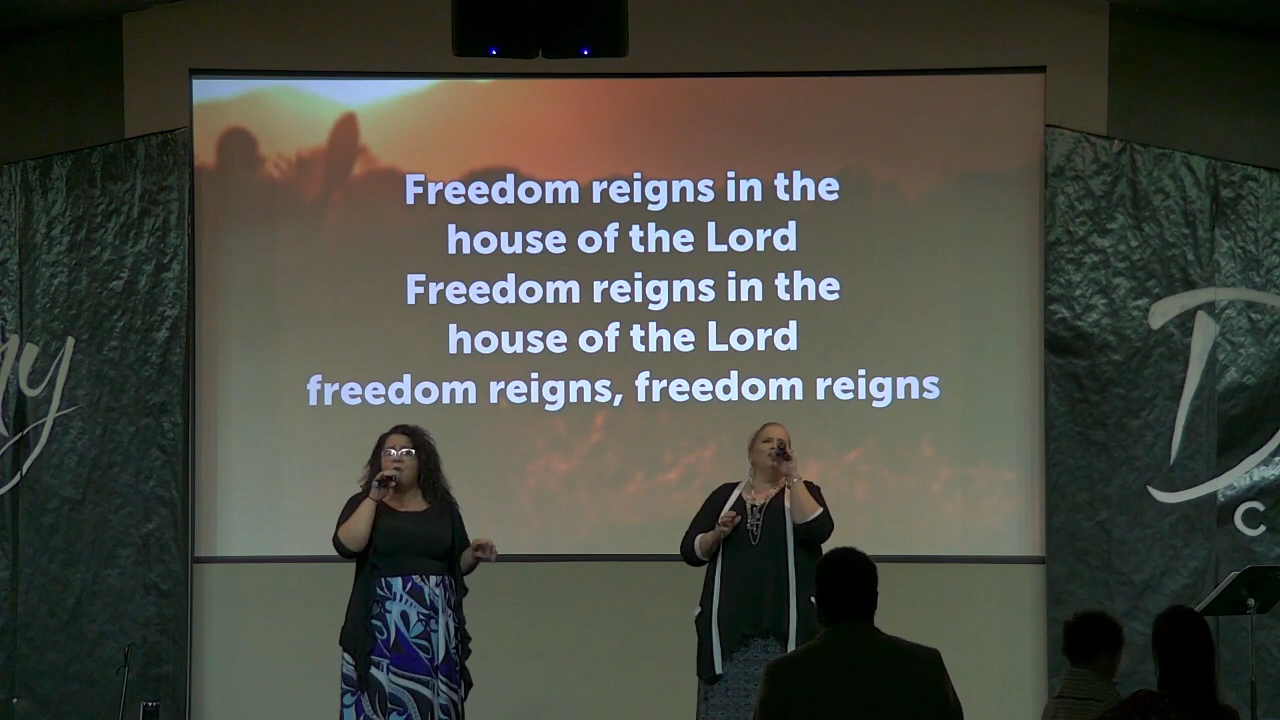 Freedom reigns in the
house of the Lord
Freedom reigns in the
house of the Lord
freedom reigns, freedom reigns